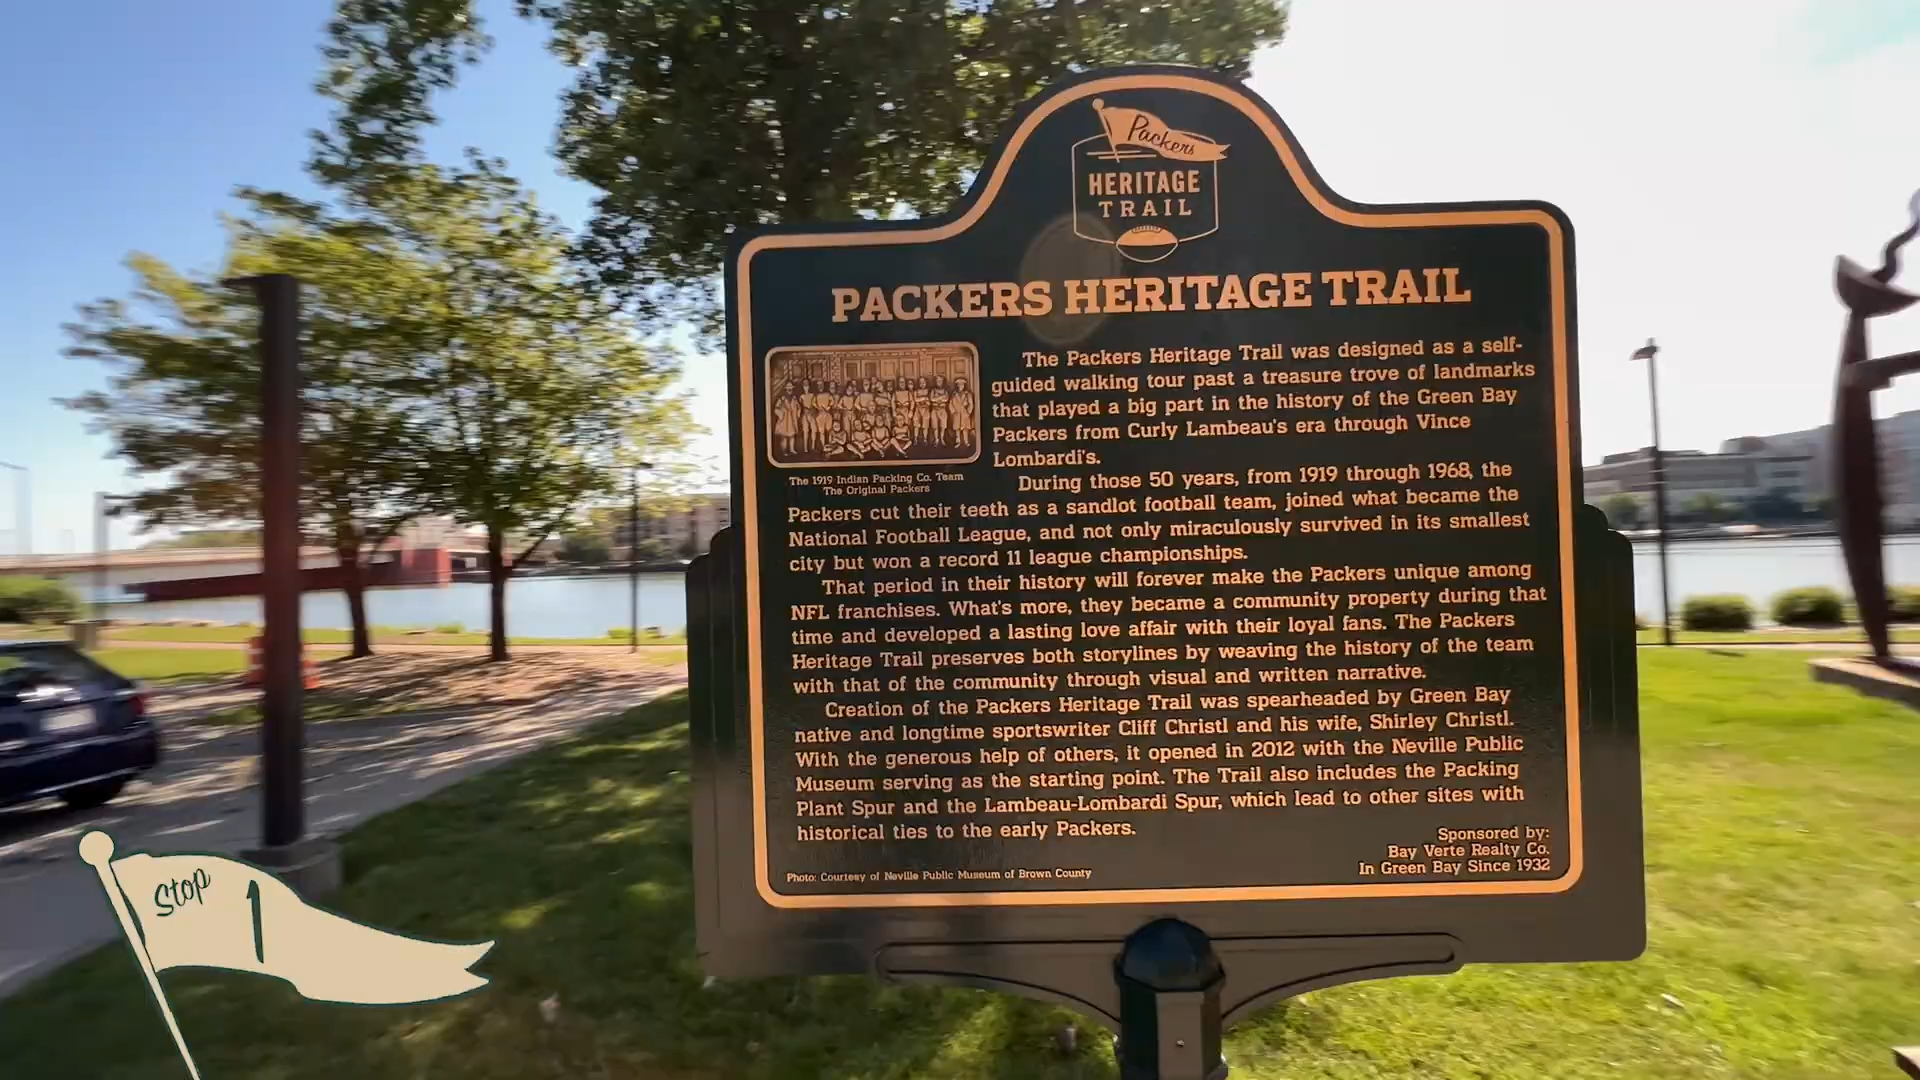 Packers
HERITAGE
TRAIL
PACKERS HERITAGE TRAIL
The Packers Heritage Trail was designed as a self-
guided walking tour past a treasure trove of landmarks
that played a big part in the history of the Green Bay
Packers from Curly Lambeau's era through Vince
Lombardi's.
The 1919 Indian Packing Co. Team
The Original Packers
During those 50 years, from 1919 through 1968, the
Packers cut their teeth as a sandlot football team, joined what became the
National Football League, and not only miraculously survived in its smallest
city but won a record 11 league championships.
That period in their history will forever make the Packers unique among
NFL franchises. What's more, they became a community property during that
time and developed a lasting love affair with their loyal fans. The Packers
Heritage Trail preserves both storylines by weaving the history of the team
with that of the community through visual and written narrative.
Creation of the Packers Heritage Trail was spearheaded by Green Bay
native and longtime sportswriter Cliff Christl and his wife, Shirley Christl.
With the generous help of others, it opened in 2012 with the Neville Public
Museum serving as the starting point. The Trail also includes the Packing
Plant Spur and the Lambeau-Lombardi Spur, which lead to other sites with
historical ties to the early Packers.
Sponsored by:
Bay Verte Realty Co.
In Green Bay Since 1932
Photo: Courtesy of Neville Public Museum of Brown County
Stop 1